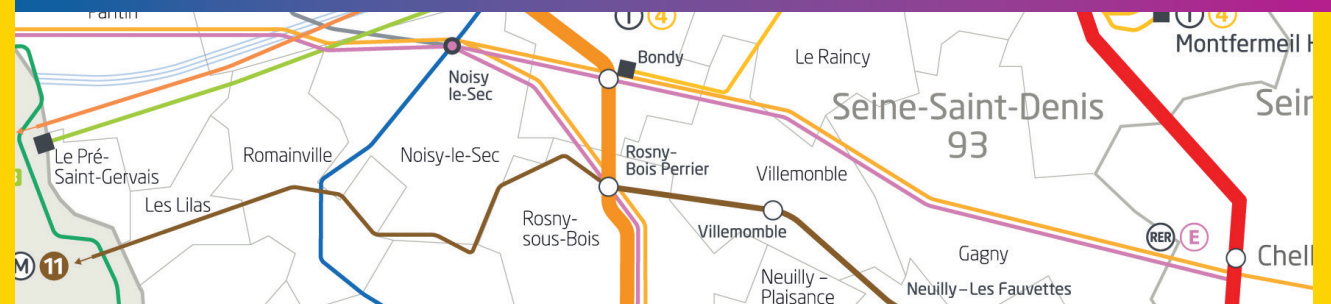 Pantin
T 4
T 4
Montfermeil H
Bondy
Le Raincy
Noisy
le-Sec
Seine-Saint-Denis
93
Sein
Le Pré-
Saint-Gervais
Romainville
Noisy-le-Sec
Rosny-
Bois Perrier
Villemonble
Les Lilas
Rosny-
sous-Bois
Villemomble
RER E
Gagny
Chell
M 11
Neuilly –
Plaisance
Neuilly – Les Fauvettes